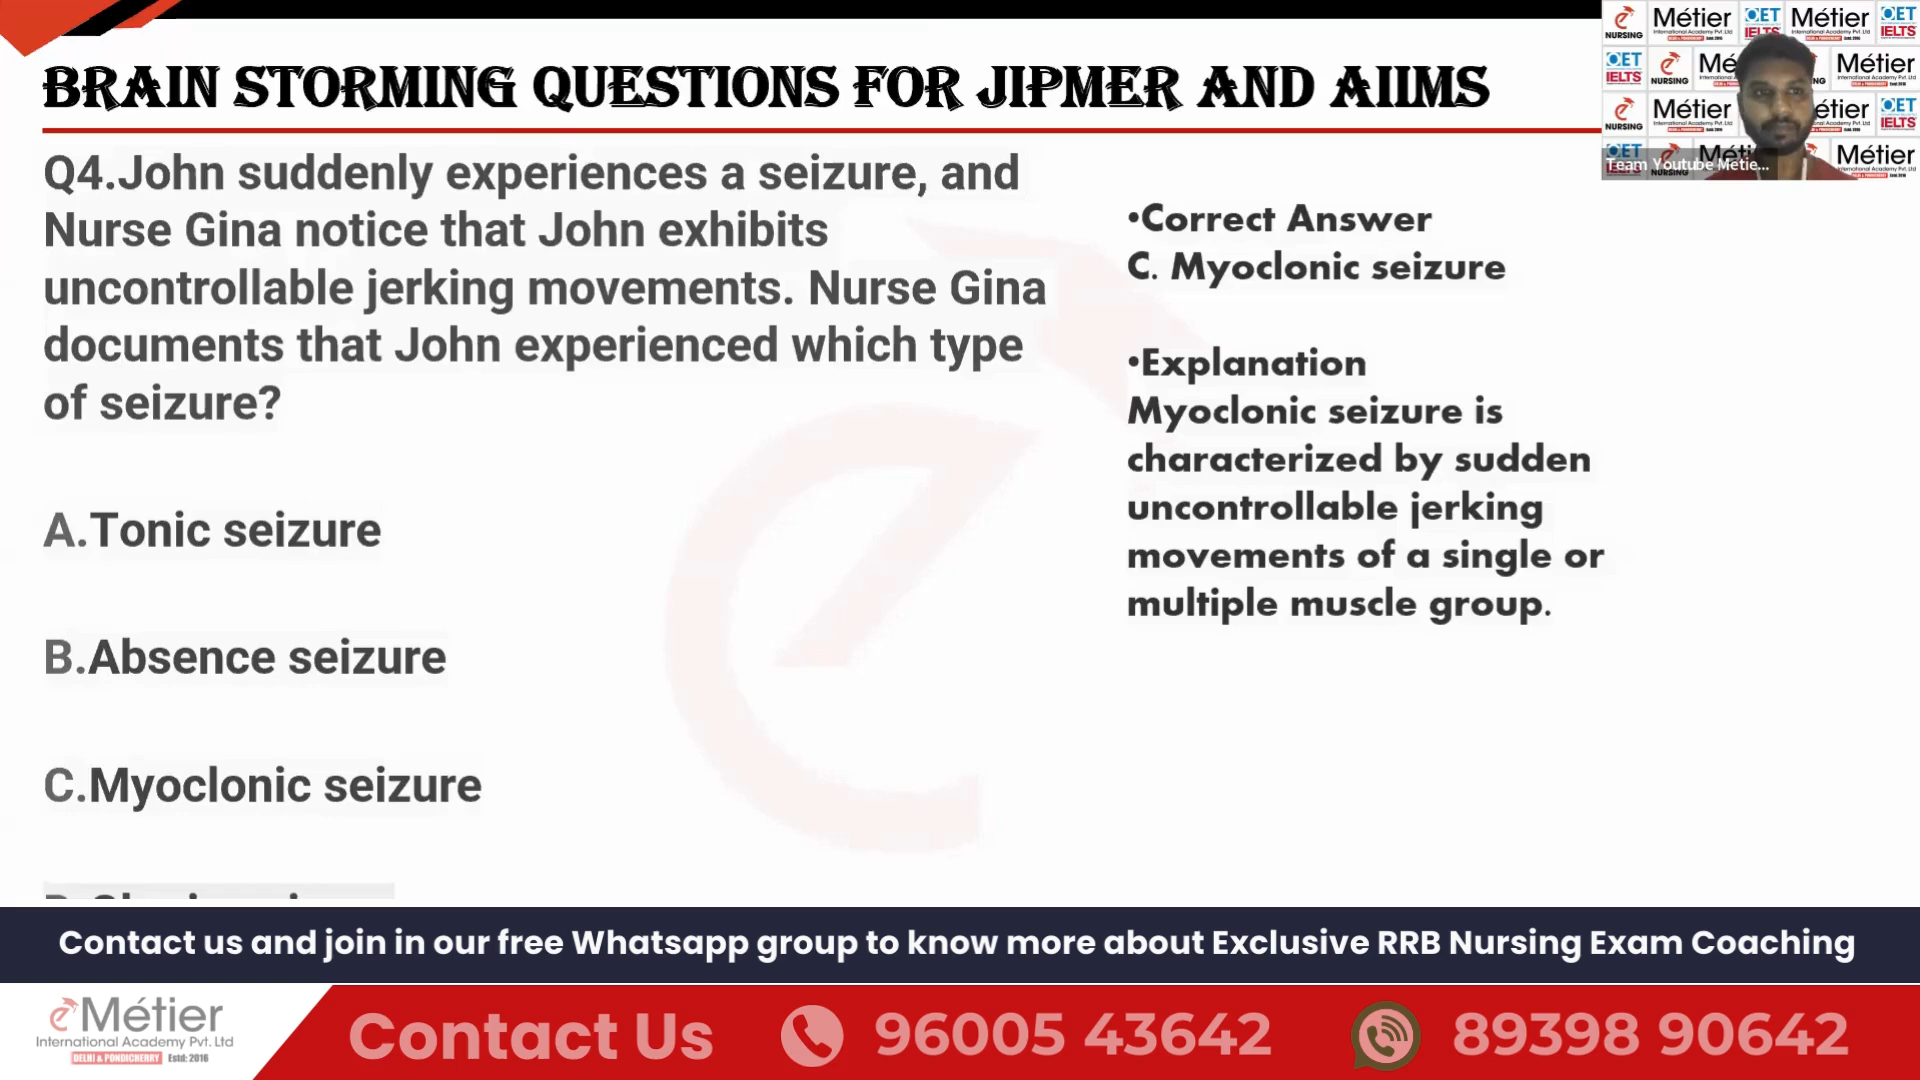 BRAIN STORMING QUESTIONS FOR JIPMER AND AIIMS
Q4.John suddenly experiences a seizure, and
Nurse Gina notice that John exhibits
uncontrollable jerking movements. Nurse Gina
documents that John experienced which type
of seizure?
A.Tonic seizure
B.Absence seizure
C.Myoclonic seizure
•Correct Answer
C. Myoclonic seizure
•Explanation
Myoclonic seizure is
characterized by sudden
uncontrollable jerking
movements of a single or
multiple muscle group.
Team Youtube Metie...
Contact us and join in our free Whatsapp group to know more about Exclusive RRB Nursing Exam Coaching
e Métier
International Academy Pvt. Ltd
DELHI & PONDICHERRY Estd: 2016
Contact Us
96005 43642
89398 90642